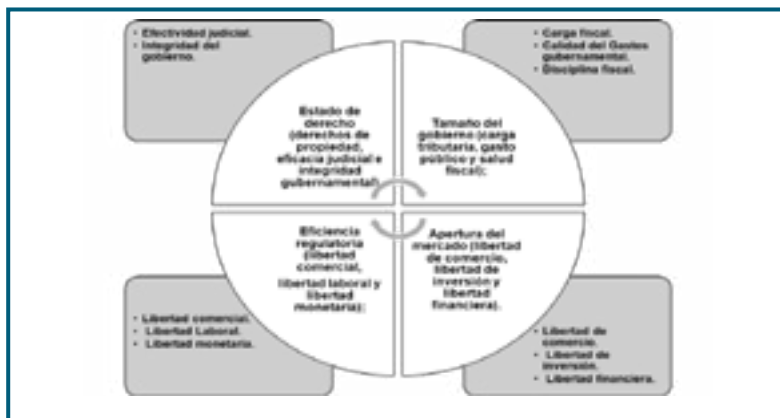 • Efectividad judicial.
• Integridad del
gobierno.
• Carga fiscal.
• Calidad del Gastos
gubernamental.
• Disciplina fiscal.
Estado de
derecho
(derechos de
propiedad,
eficacia judicial e
integridad
gubernamental)
Tamaño del
gobierno (carga
tributaria, gasto
público y salud
fiscal);
Eficiencia
regulatoria
(libertad
comercial,
libertad laboral y
libertad
monetaria);
Apertura del
mercado (libertad
de comercio,
libertad de
inversión y
libertad
financiera).
• Libertad comercial.
• Libertad Laboral.
• Libertad monetaria.
• Libertad de
comercio.
• Libertad de
inversión.
• Libertad financiera.